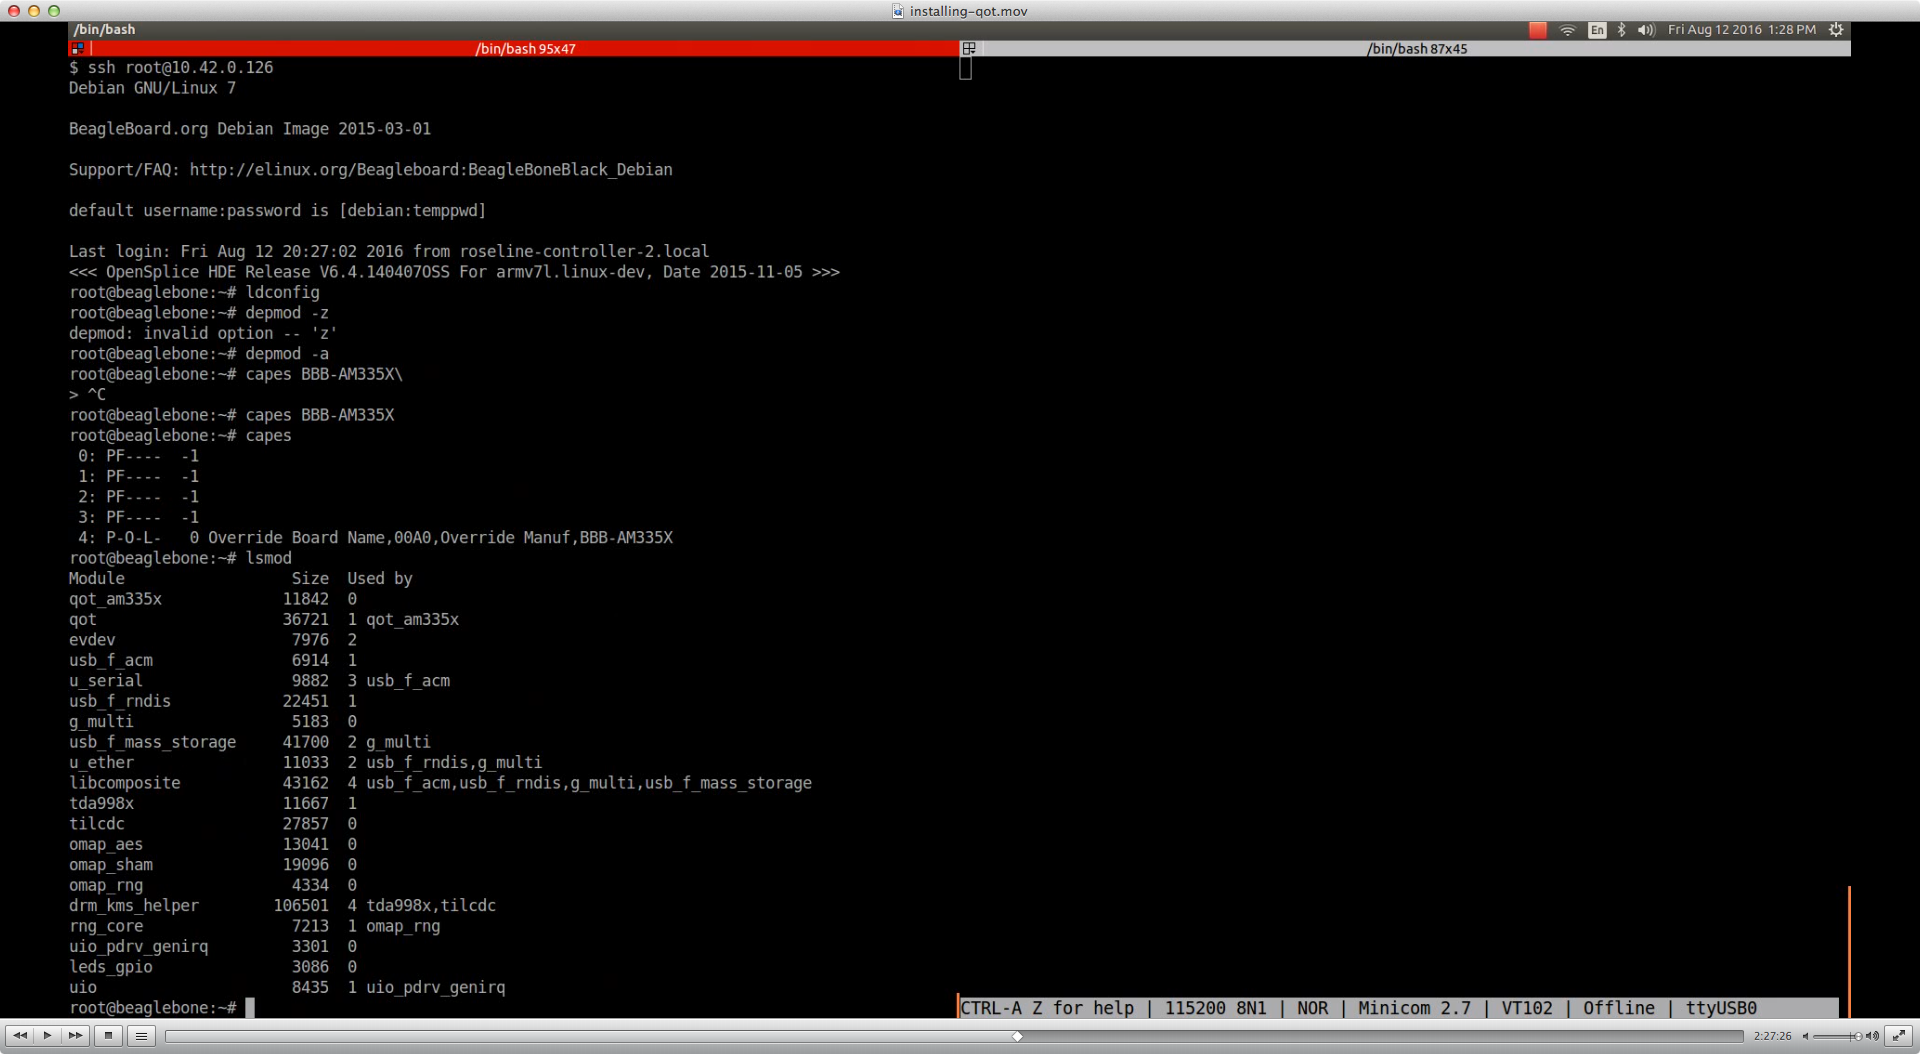 installing-qot.mov
/bin/bash
En
Fri Aug 12 2016 1:28 PM
/bin/bash 95x47
/bin/bash 87x45
$ ssh root@10.42.0.126
Debian GNU/Linux 7
BeagleBoard.org Debian Image 2015-03-01
Support/FAQ: http://elinux.org/Beagleboard:BeagleBoneBlack_Debian
default username:password is [debian:temppwd]
Last login: Fri Aug 12 20:27:02 2016 from roseline-controller-2.local
<<< OpenSplice HDE Release V6.4.140407OSS For armv7l.linux-dev, Date 2015-11-05 >>>
root@beaglebone:~# ldconfig
root@beaglebone:~# depmod -z
depmod: invalid option -- 'z'
root@beaglebone:~# depmod -a
root@beaglebone:~# capes BBB-AM335X\
> ^C
root@beaglebone:~# capes BBB-AM335X
root@beaglebone:~# capes
0: PF----  -1
1: PF----  -1
2: PF----  -1
3: PF----  -1
4: P-O-L-   0 Override Board Name,00A0,Override Manuf,BBB-AM335X
root@beaglebone:~# lsmod
Module                  Size  Used by
qot_am335x             11842  0
qot                    36721  1 qot_am335x
evdev                   7976  2
usb_f_acm               6914  1
u_serial                9882  3 usb_f_acm
usb_f_rndis            22451  1
g_multi                 5183  0
usb_f_mass_storage     41700  2 g_multi
u_ether                11033  2 usb_f_rndis,g_multi
libcomposite           43162  4 usb_f_acm,usb_f_rndis,g_multi,usb_f_mass_storage
tda998x                11667  1
tilcdc                 27857  0
omap_aes               13041  0
omap_sham              19096  0
omap_rng                4334  0
drm_kms_helper        106501  4 tda998x,tilcdc
rng_core                7213  1 omap_rng
uio_pdrv_genirq         3301  0
leds_gpio               3086  0
uio                     8435  1 uio_pdrv_genirq
root@beaglebone:~#
CTRL-A Z for help | 115200 8N1 | NOR | Minicom 2.7 | VT102 | Offline | ttyUSB0
2:27:26